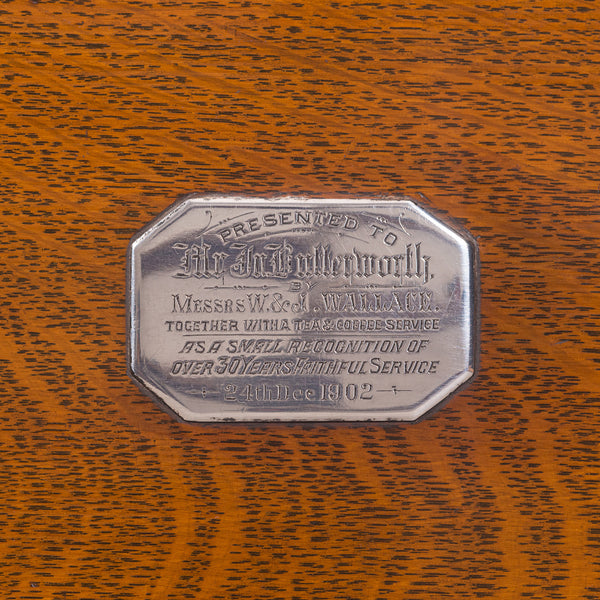 PRESENTED TO
Mr Jn Butterworth.
BY
MESSRS W. & J. WALLACE.
TOGETHER WITH A TEA & COFFEE SERVICE
AS A SMALL RECOGNITION OF
OVER 30 YEARS FAITHFUL SERVICE
24th Dec 1902